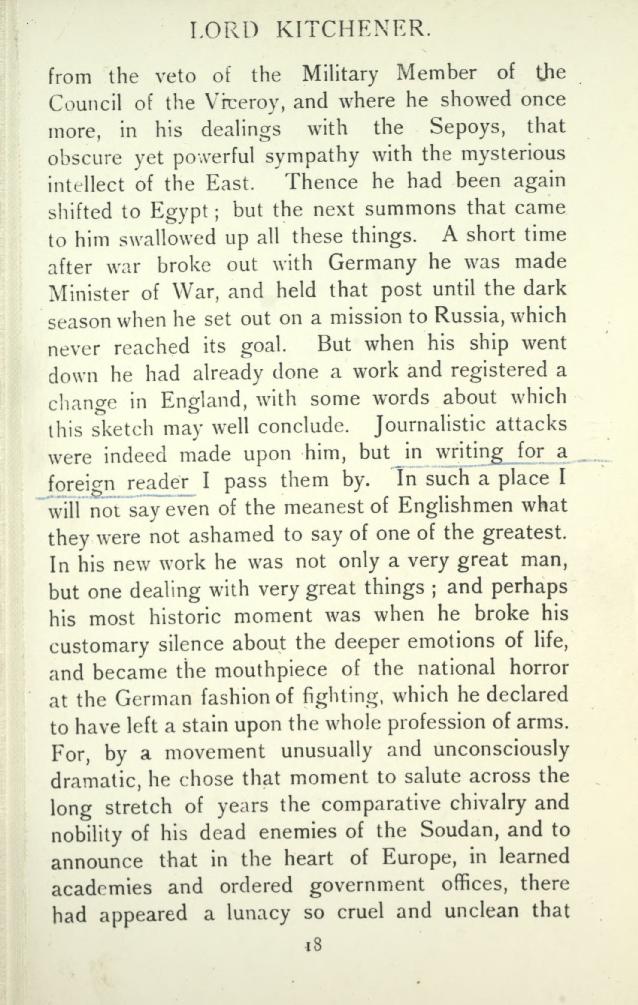 LORD KITCHENER.
from the veto of the Military Member of the
Council of the Viceroy, and where he showed once
more, in his dealings with the Sepoys, that
obscure yet powerful sympathy with the mysterious
intellect of the East. Thence he had been again
shifted to Egypt ; but the next summons that came
to him swallowed up all these things. A short time
after war broke out with Germany he was made
Minister of War, and held that post until the dark
season when he set out on a mission to Russia, which
never reached its goal. But when his ship went
down he had already done a work and registered a
change in England, with some words about which
this sketch may well conclude. Journalistic attacks
were indeed made upon him, but in writing for a
foreign reader I pass them by. In such a place I
will not say even of the meanest of Englishmen what
they were not ashamed to say of one of the greatest.
In his new work he was not only a very great man,
but one dealing with very great things ; and perhaps
his most historic moment was when he broke his
customary silence about the deeper emotions of life,
and became the mouthpiece of the national horror
at the German fashion of fighting, which he declared
to have left a stain upon the whole profession of arms.
For, by a movement unusually and unconsciously
dramatic, he chose that moment to salute across the
long stretch of years the comparative chivalry and
nobility of his dead enemies of the Soudan, and to
announce that in the heart of Europe, in learned
academies and ordered government offices, there
had appeared a lunacy so cruel and unclean that
18